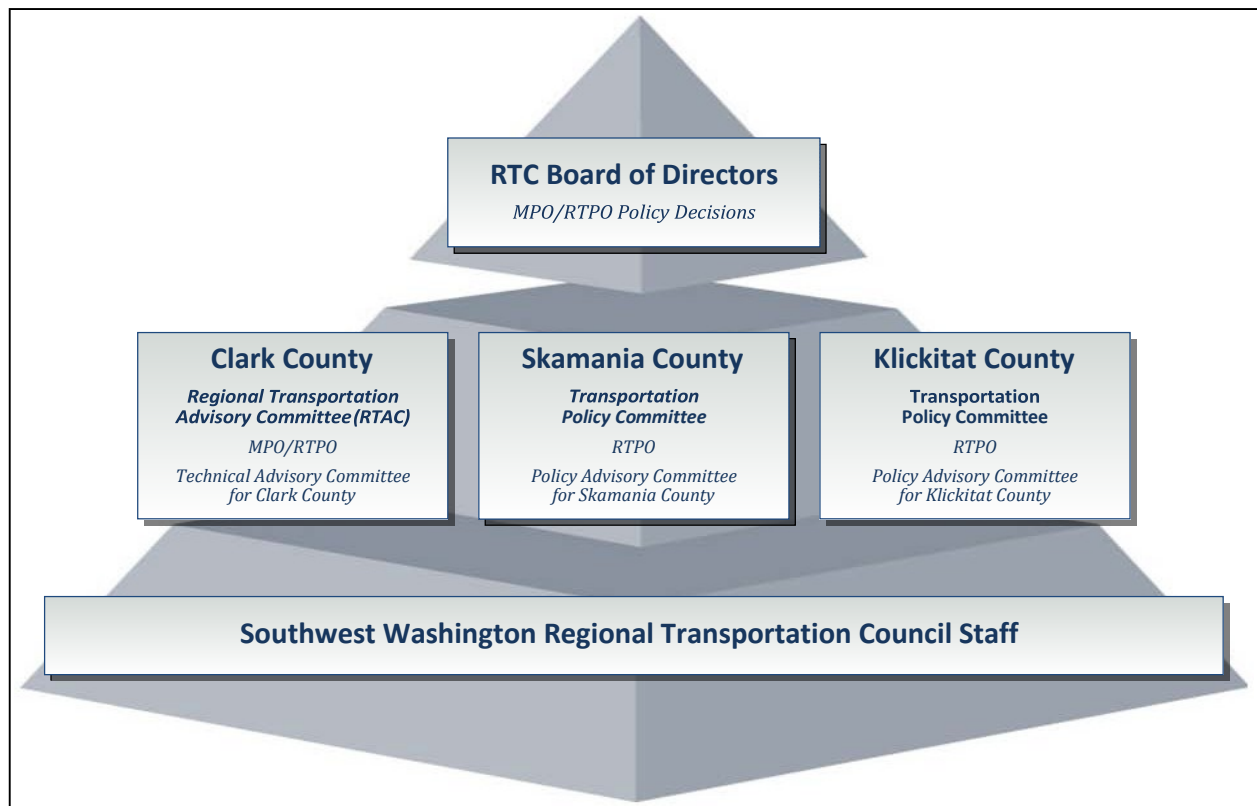 RTC Board of Directors
MPO/RTPO Policy Decisions
Clark County
Regional Transportation
Advisory Committee (RTAC)
MPO/RTPO
Technical Advisory Committee
for Clark County
Skamania County
Transportation
Policy Committee
RTPO
Policy Advisory Committee
for Skamania County
Klickitat County
Transportation
Policy Committee
RTPO
Policy Advisory Committee
for Klickitat County
Southwest Washington Regional Transportation Council Staff